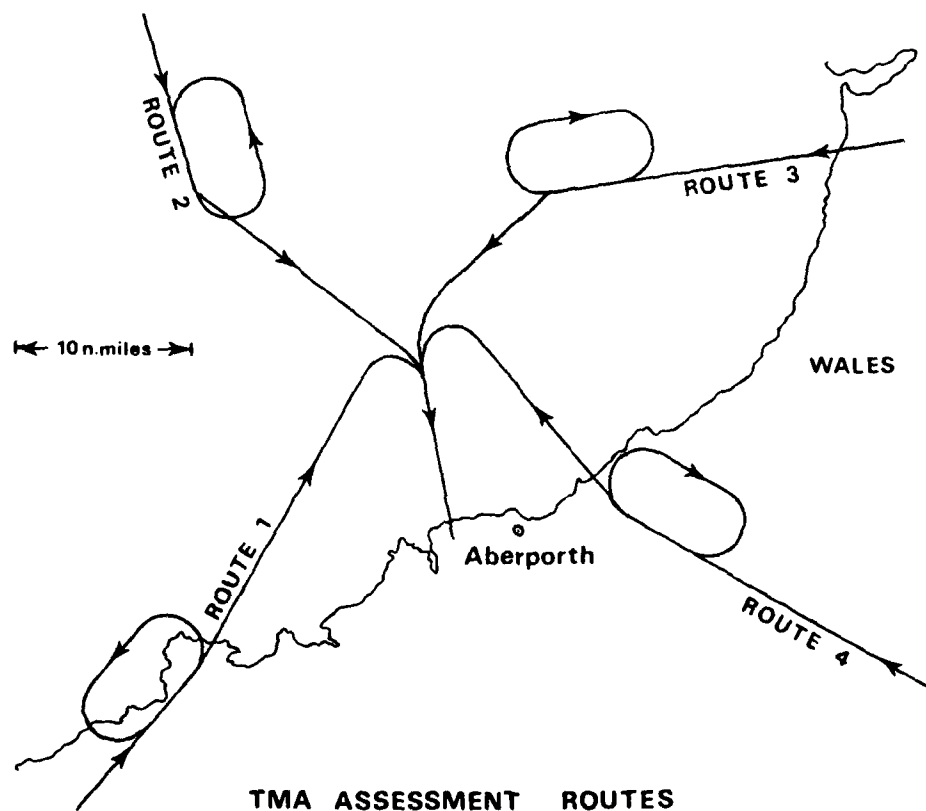 ROUTE 2
ROUTE 3
10 n.miles
WALES
ROUTE 1
Aberporth
ROUTE 4
TMA ASSESSMENT ROUTES